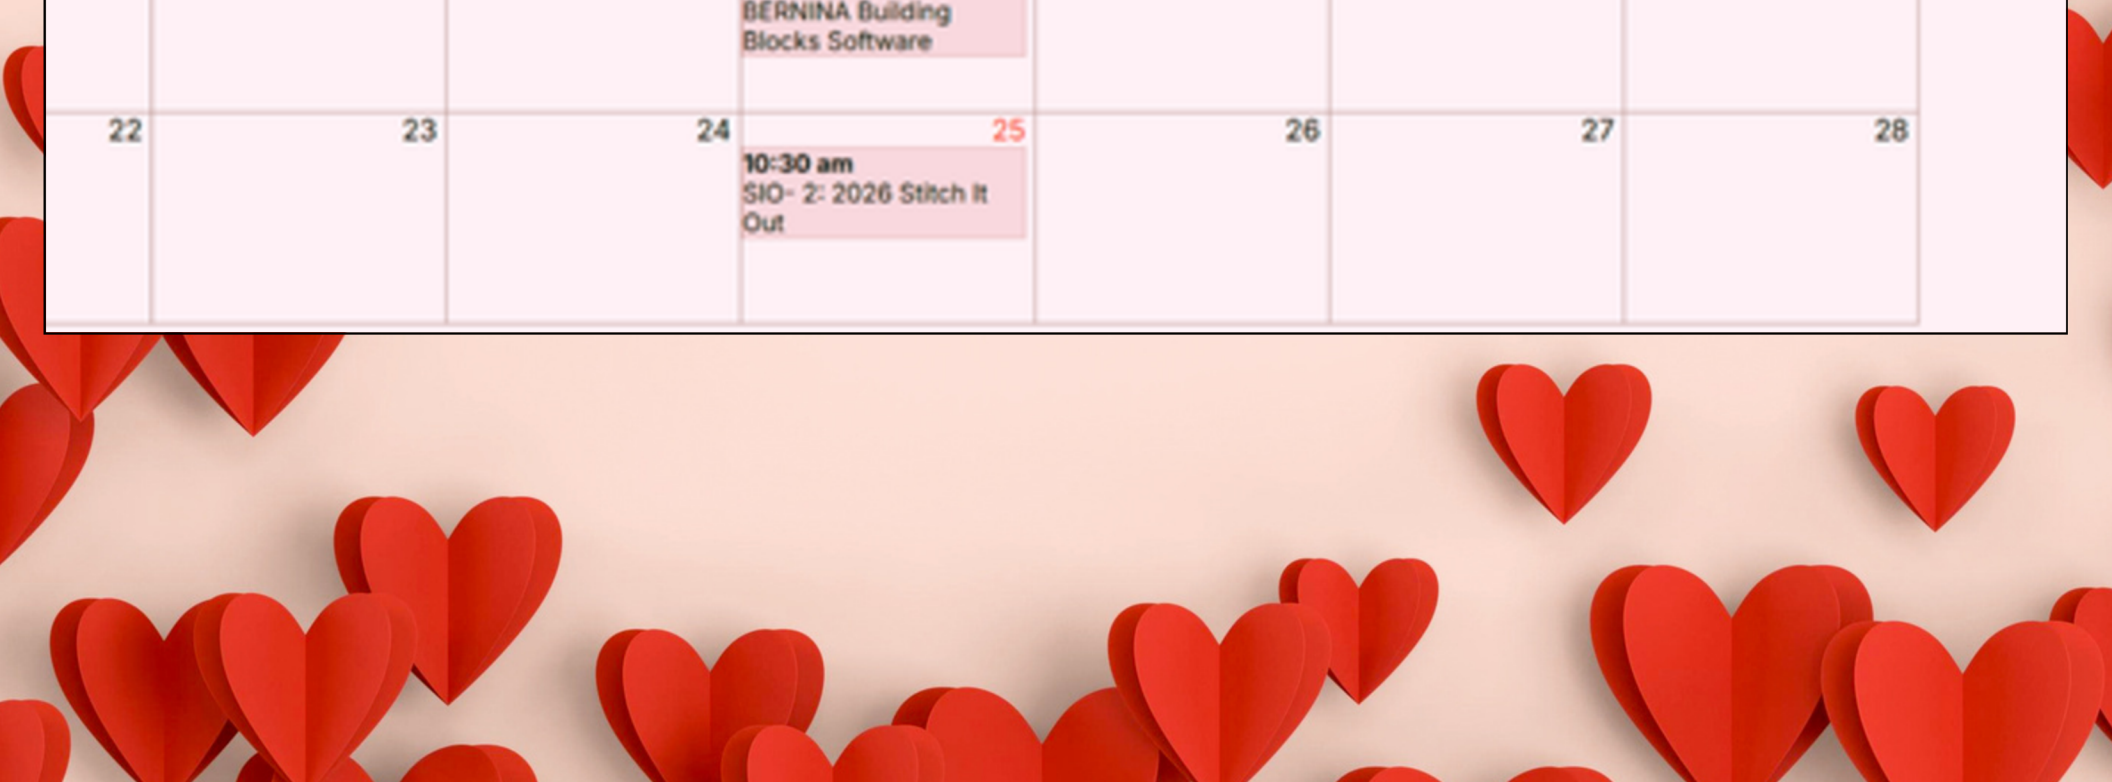 BERNINA Building
Blocks Software
22 23 24 25 26 27 28
10:30 am
SIO- 2: 2026 Stitch It
Out